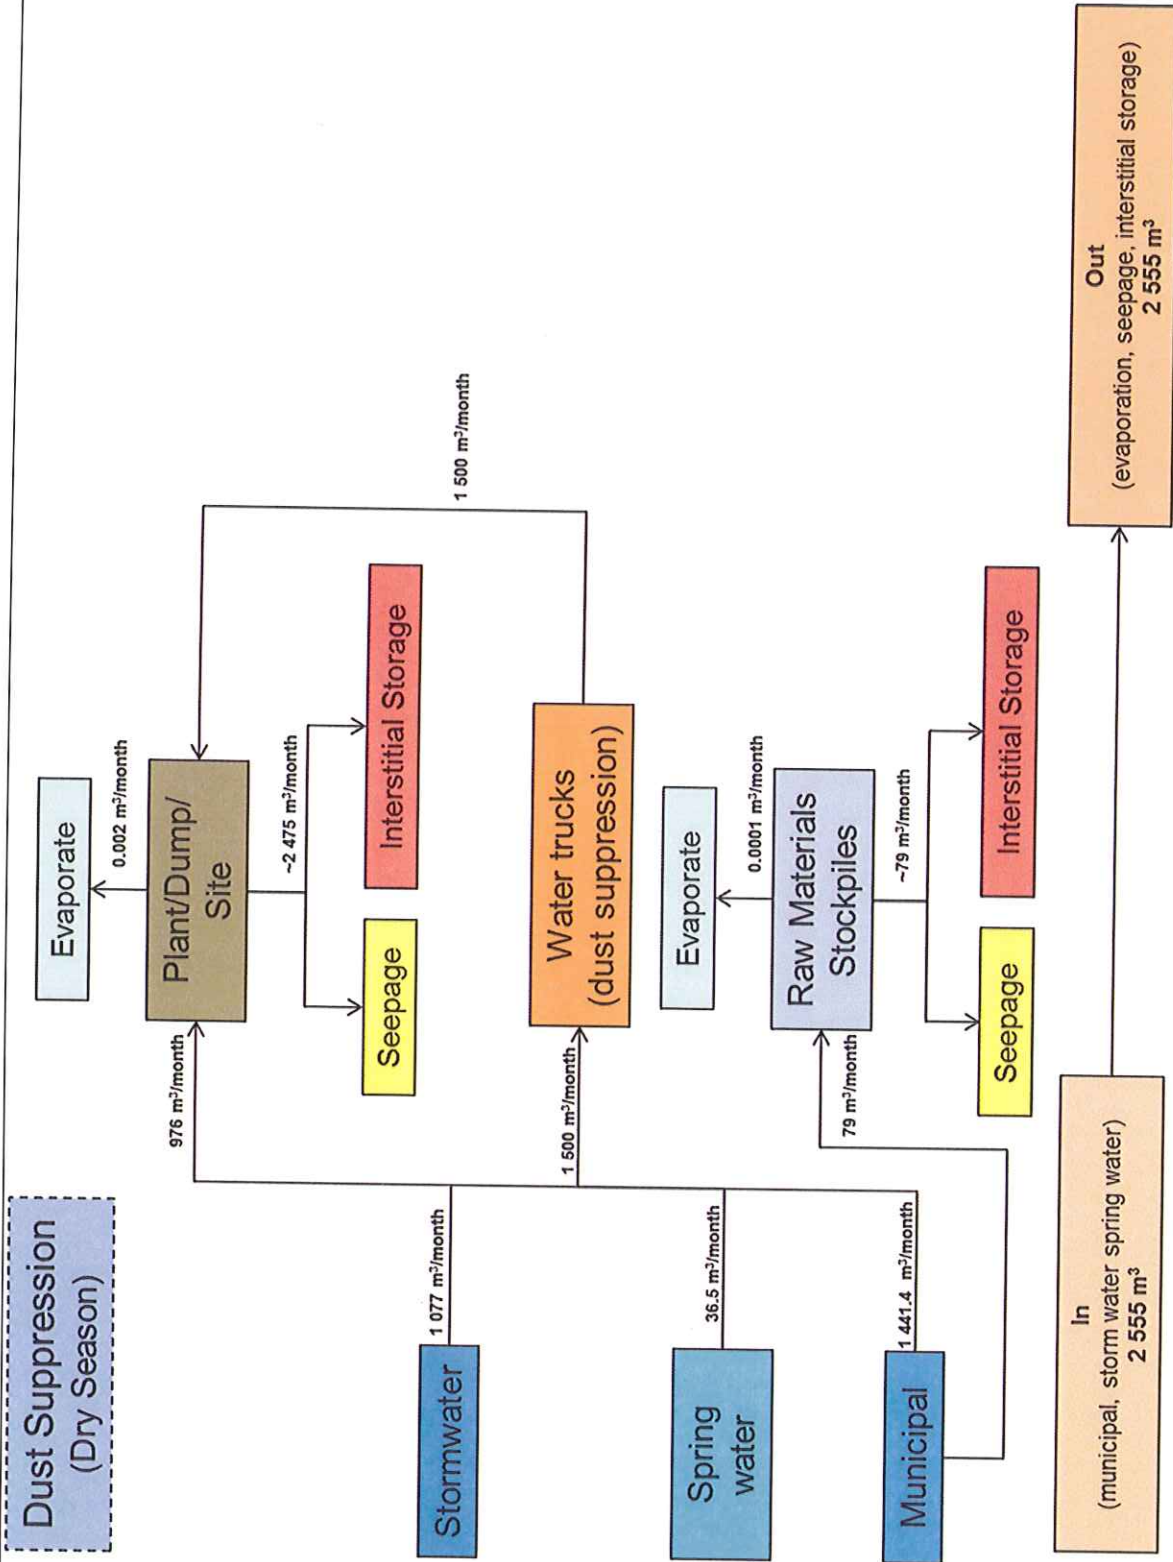 Dust Suppression
(Dry Season)
Evaporate
0.002 m³/month
976 m³/month
Plant/Dump/
Site
~2 475 m³/month
Seepage
Interstitial Storage
1 500 m³/month
Stormwater
1 077 m³/month
1 500 m³/month
Water trucks
(dust suppression)
Spring
water
36.5 m³/month
Evaporate
0.0001 m³/month
Raw Materials
Stockpiles
79 m³/month
~79 m³/month
Municipal
1 441.4 m³/month
Seepage
Interstitial Storage
In
(municipal, storm water spring water)
2 555 m³
Out
(evaporation, seepage, interstitial storage)
2 555 m³